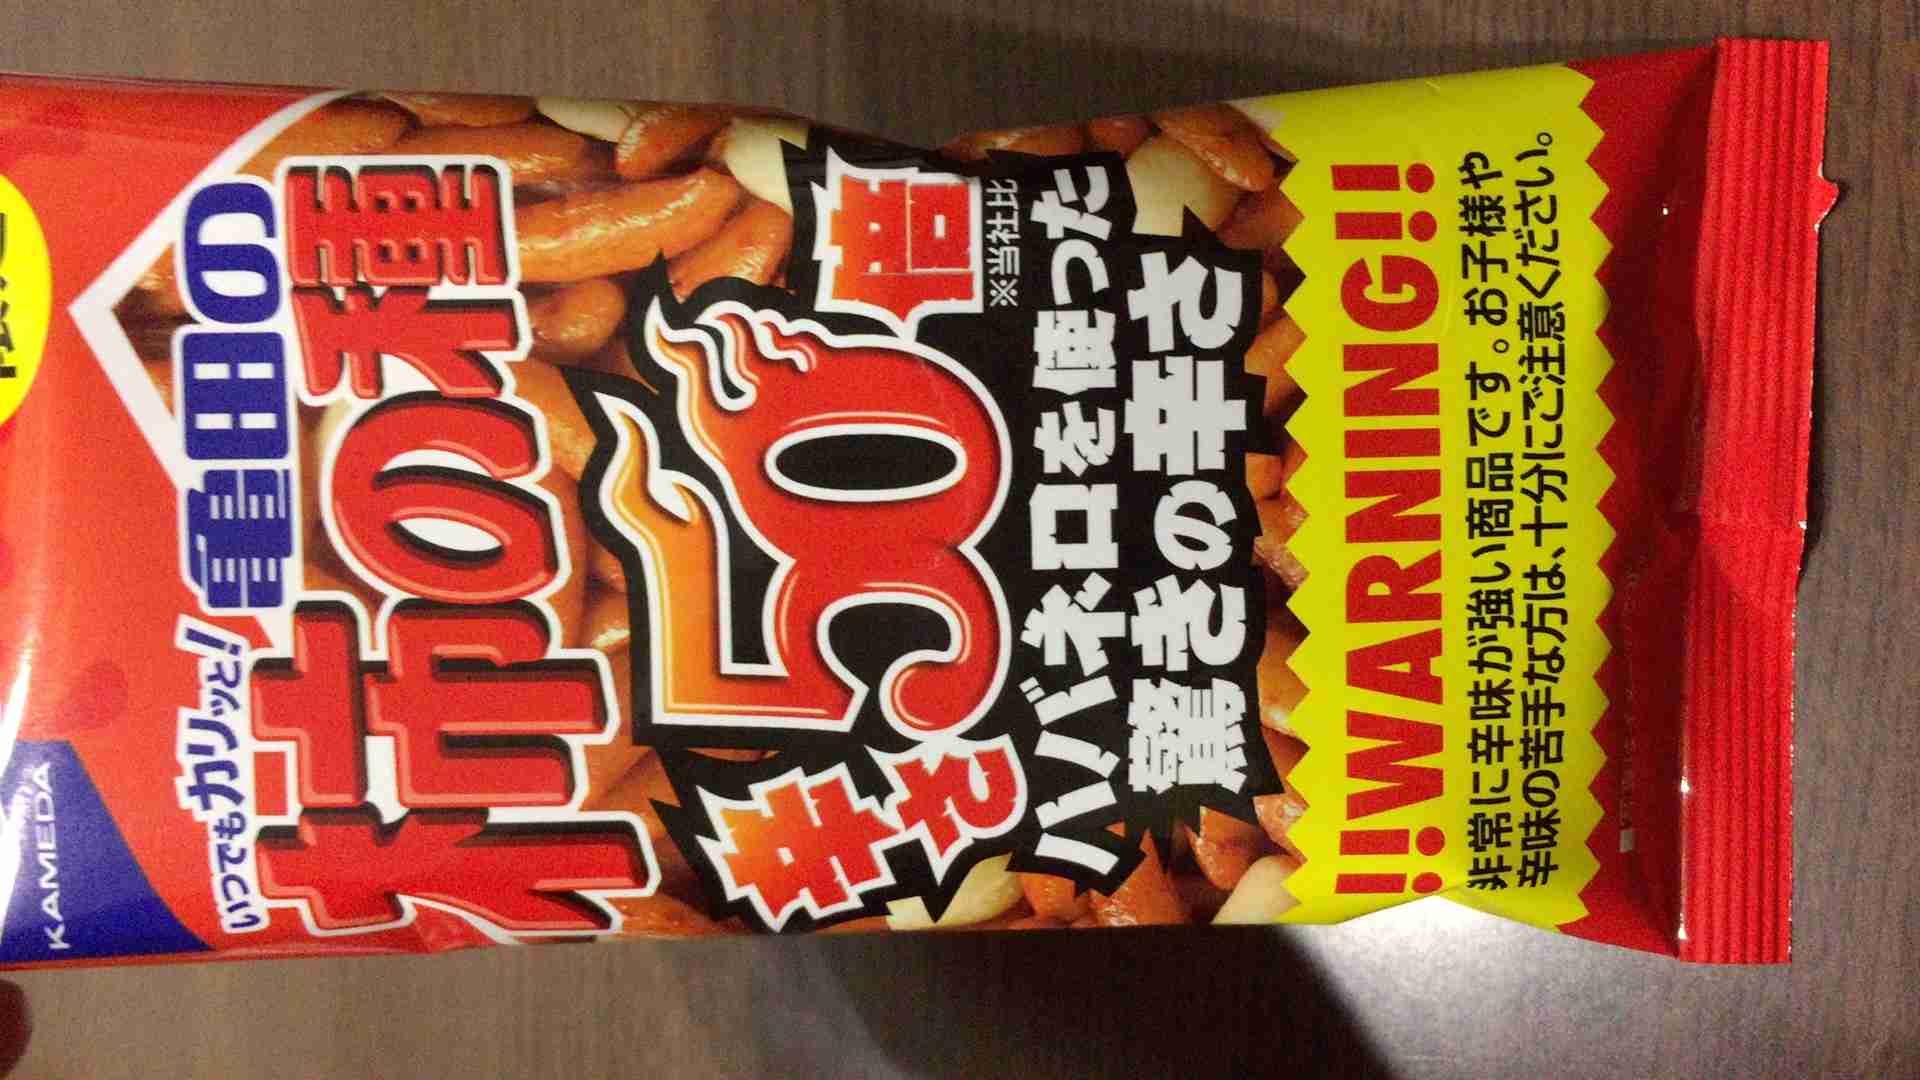 KAMEDA
いつでもカリッと!
亀田の
柿の種
辛さ50倍
※当社比
ハバネロを使った
驚きの辛さ
!!WARNING!!
非常に辛味が強い商品です。お子様や
辛味の苦手な方は、十分にご注意ください。